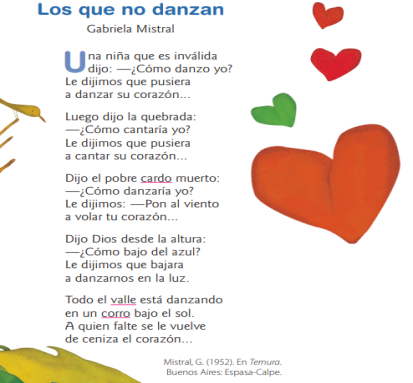 Los que no danzan
Gabriela Mistral
Una niña que es inválida
dijo: —¿Cómo danzo yo?
Le dijimos que pusiera
a danzar su corazón...
Luego dijo la quebrada:
—¿Cómo cantaría yo?
Le dijimos que pusiera
a cantar su corazón...
Dijo el pobre cardo muerto:
—¿Cómo danzaría yo?
Le dijimos: —Pon al viento
a volar tu corazón...
Dijo Dios desde la altura:
—¿Cómo bajo del azul?
Le dijimos que bajara
a danzarnos en la luz.
Todo el valle está danzando
en un corro bajo el sol.
A quien falte se le vuelve
de ceniza el corazón...
Mistral, G. (1952). En Ternura.
Buenos Aires: Espasa-Calpe.